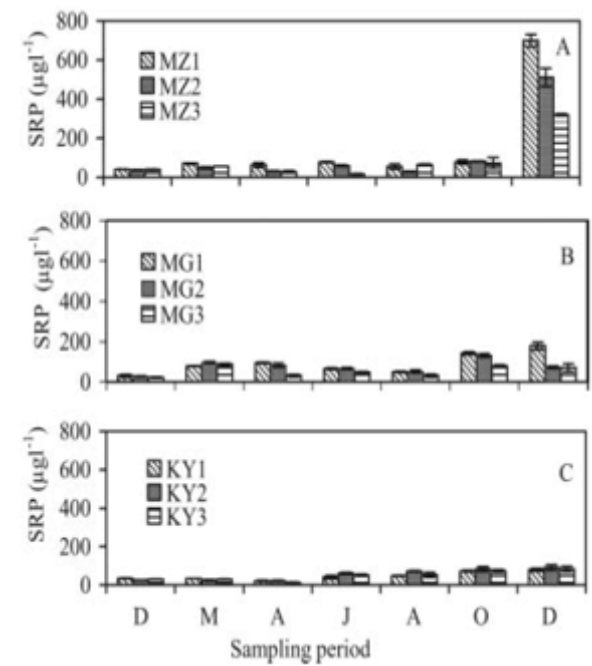 800
600
400
200
0
SRP (µgl⁻¹)
A
MZ1
MZ2
MZ3
800
600
400
200
0
SRP (µgl⁻¹)
B
MG1
MG2
MG3
800
600
400
200
0
SRP (µgl⁻¹)
C
KY1
KY2
KY3
D M A J A O D
Sampling period